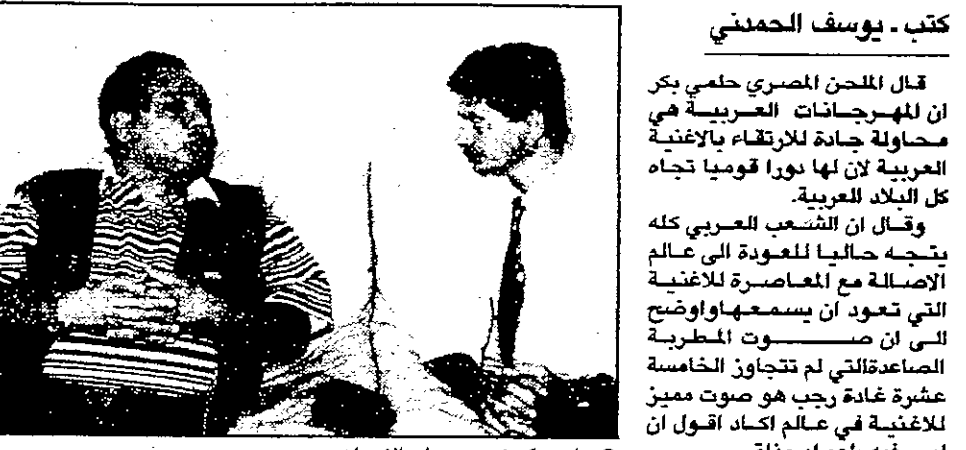 كتب ـ يوسف الحمدني
قال الملحن المصري حلمي بكر
ان المهرجانات العربية هي
محاولة جادة للارتقاء بالاغنية
العربية لان لها دورا قوميا تجاه
كل البلاد العربية.
وقال ان الشعب العربي كله
يتجه حاليا للعودة الى عالم
الاصالة مع المعاصرة للاغنية
التي تعود ان يسمعهاواوضح
الى ان صوت المطربة
الصاعدةالتي لم تتجاوز الخامسة
عشرة غادة رجب هو صوت مميز
للاغنية في عالم اكاد اقول ان